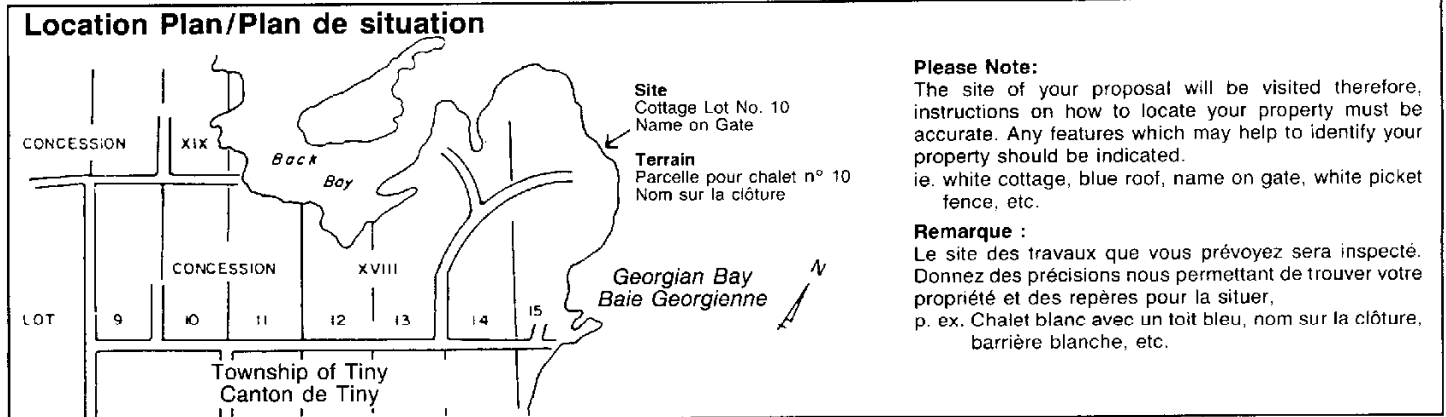 Location Plan/Plan de situation
Site
Cottage Lot No. 10
Name on Gate
Terrain
Parcelle pour chalet n° 10
Nom sur la clôture
CONCESSION XIX
Back
Bay
CONCESSION XVIII
Georgian Bay
Baie Georgienne
N
LOT 9 10 11 12 13 14 15
Township of Tiny
Canton de Tiny
Please Note:
The site of your proposal will be visited therefore,
instructions on how to locate your property must be
accurate. Any features which may help to identify your
property should be indicated.
ie. white cottage, blue roof, name on gate, white picket
fence, etc.
Remarque :
Le site des travaux que vous prévoyez sera inspecté.
Donnez des précisions nous permettant de trouver votre
propriété et des repères pour la situer,
p. ex. Chalet blanc avec un toit bleu, nom sur la clôture,
barrière blanche, etc.